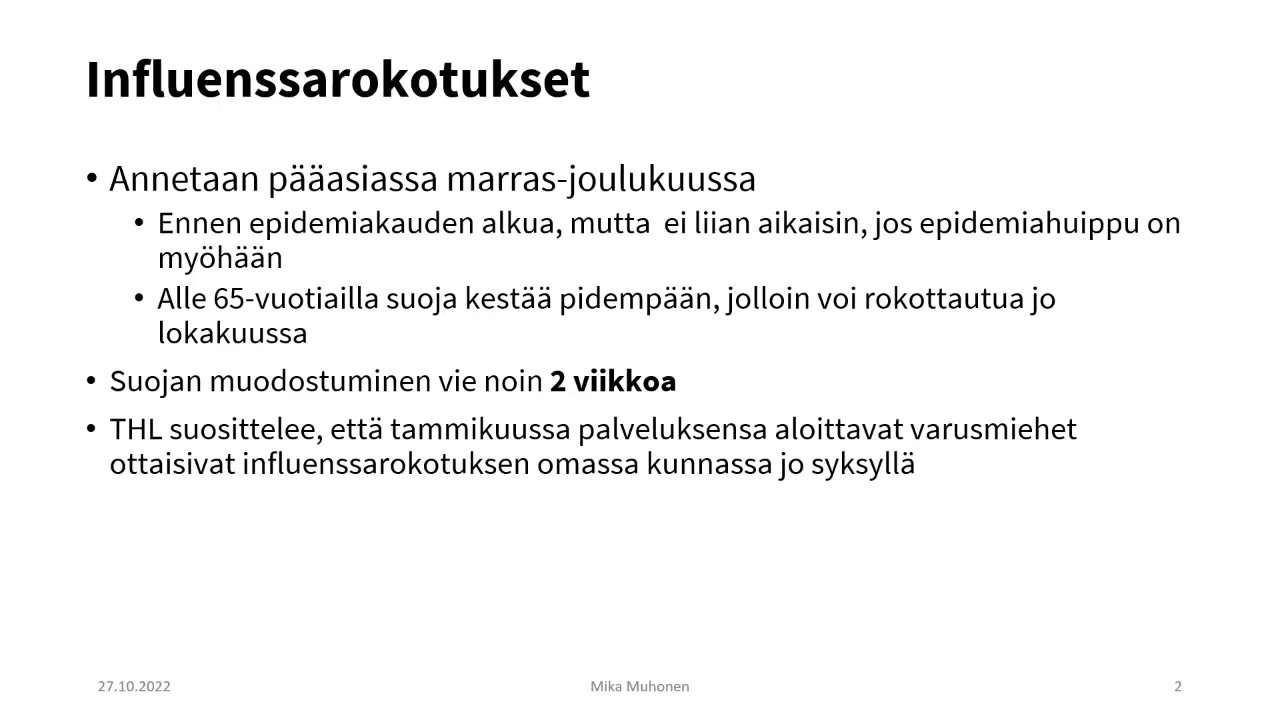 Influenssarokotukset
• Annetaan pääasiassa marras-joulukuussa
• Ennen epidemiakauden alkua, mutta  ei liian aikaisin, jos epidemiahuippu on
myöhään
• Alle 65-vuotiailla suoja kestää pidempään, jolloin voi rokottautua jo
lokakuussa
• Suojan muodostuminen vie noin 2 viikkoa
• THL suosittelee, että tammikuussa palveluksensa aloittavat varusmiehet
ottaisivat influenssarokotuksen omassa kunnassa jo syksyllä
27.10.2022
Mika Muhonen
2